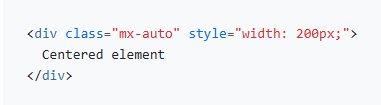 <div class="mx-auto" style="width: 200px;">
  Centered element
</div>